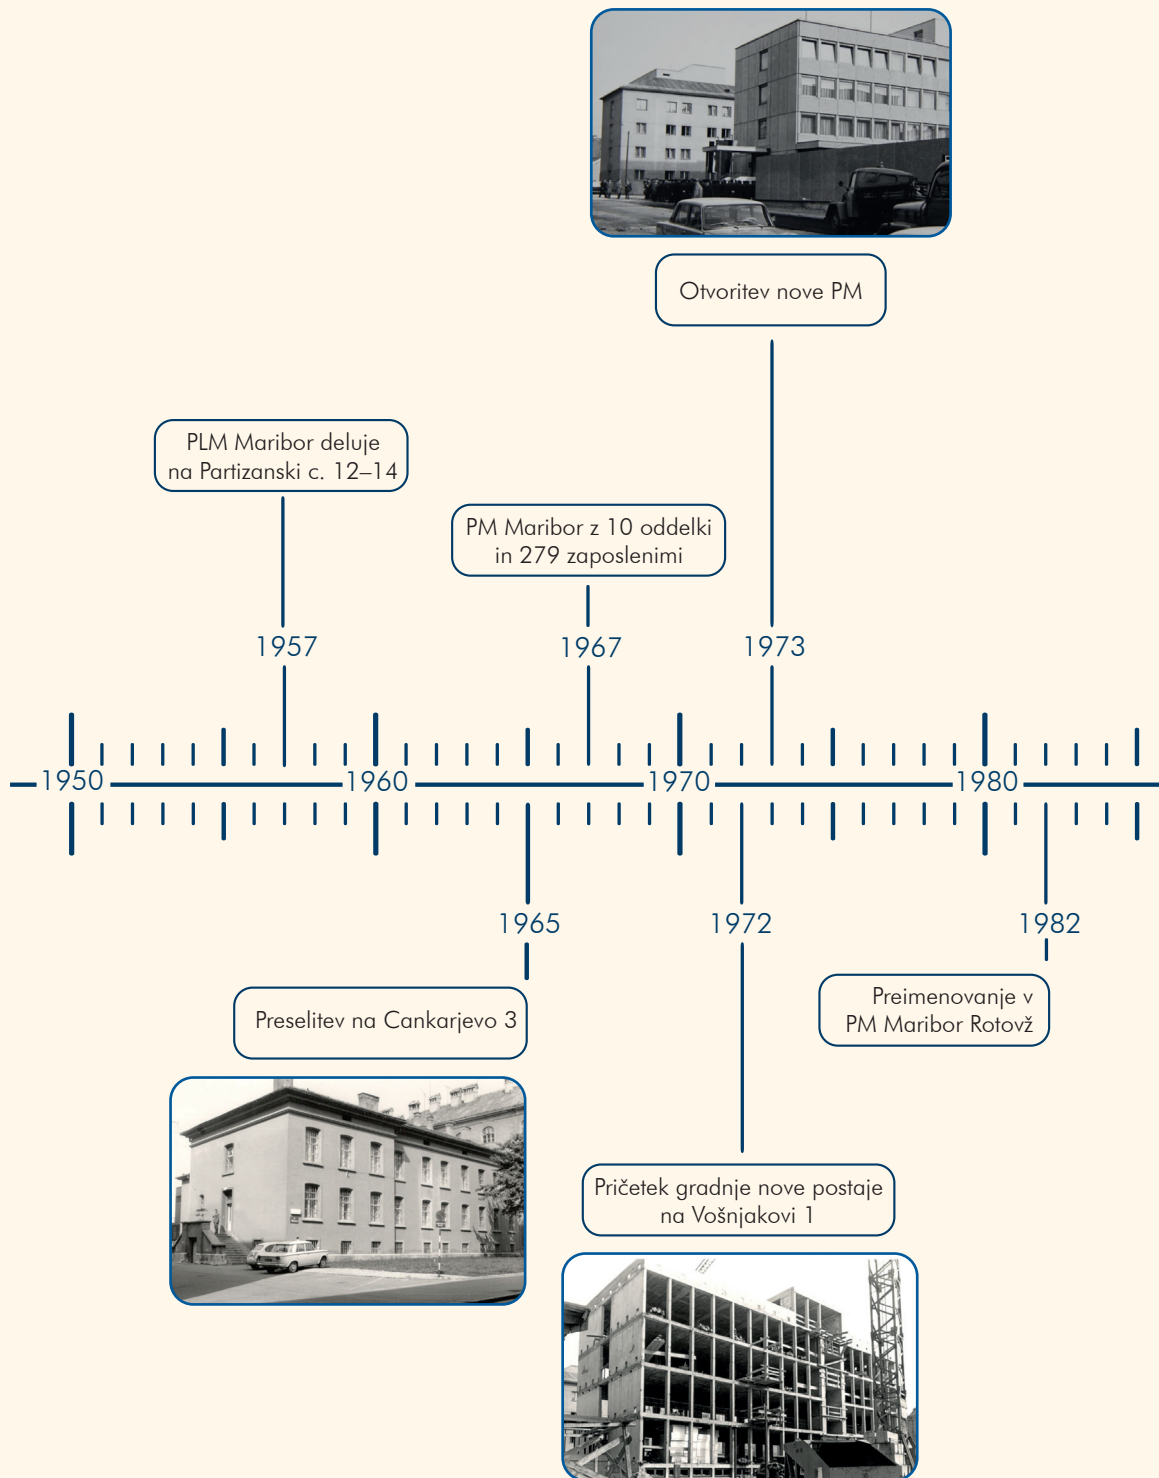 Otvoritev nove PM
PLM Maribor deluje
na Partizanski c. 12–14
PM Maribor z 10 oddelki
in 279 zaposlenimi
1957
1967
1973
1950
1960
1970
1980
1965
1972
1982
Preselitev na Cankarjevo 3
Preimenovanje v
PM Maribor Rotovž
Pričetek gradnje nove postaje
na Vošnjakovi 1